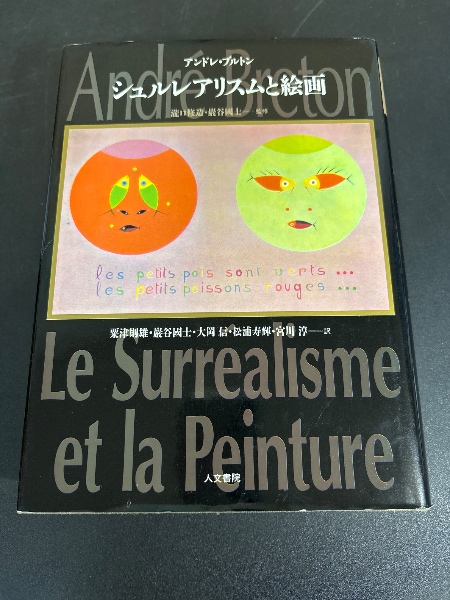 アンドレ・ブルトン
André Breton
シュルレアリスムと絵画
瀧口修造・巖谷國士──監修
les petits pois sont verts ...
les petits poissons rouges ...
粟津則雄・巖谷國士・大岡 信・松浦寿輝・宮川 淳──訳
Le Surréalisme
et la Peinture
人文書院